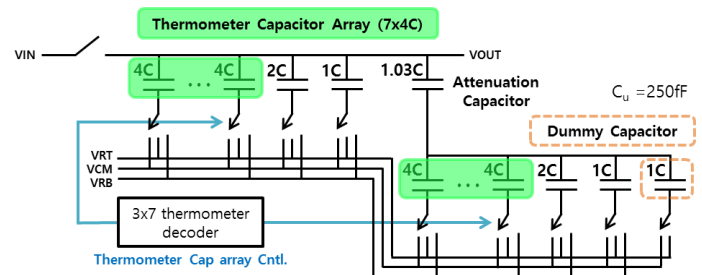 Thermometer Capacitor Array (7x4C)
VIN
VOUT
4C ... 4C 2C 1C 1.03C
Attenuation
Capacitor
Cu =250fF
Dummy Capacitor
VRT
VCM
VRB
4C ... 4C 2C 1C 1C
3x7 thermometer
decoder
Thermometer Cap array Cntl.